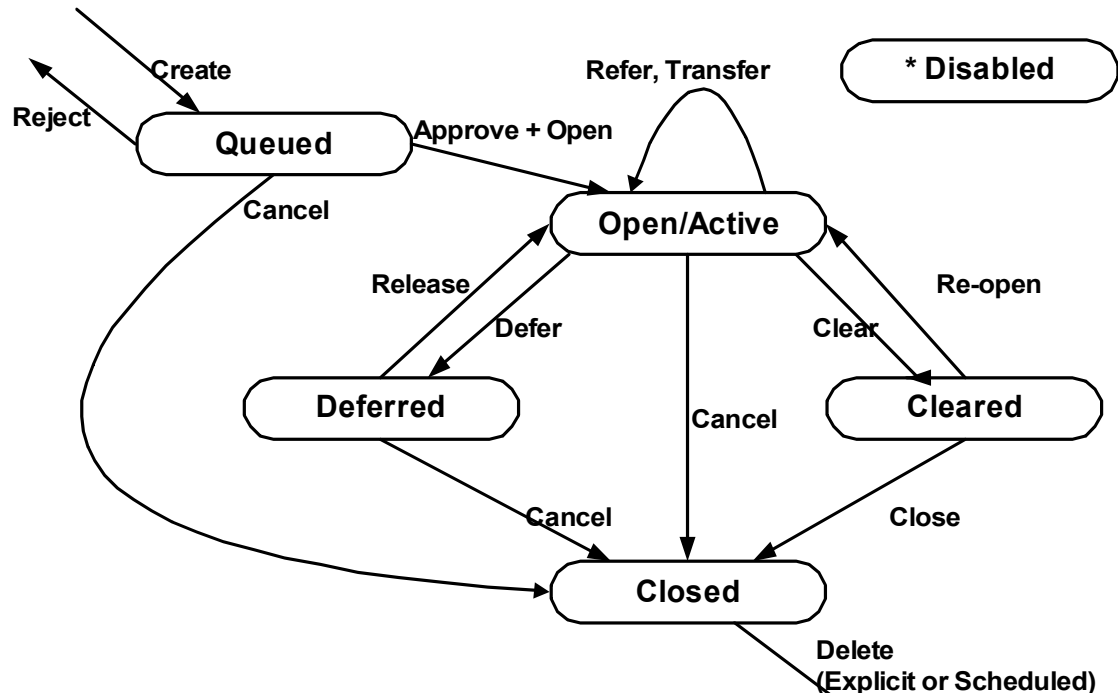 Create
Reject
Refer, Transfer
* Disabled
Queued
Approve + Open
Cancel
Open/Active
Release
Re-open
Defer
Clear
Deferred
Cleared
Cancel
Cancel
Close
Closed
Delete
(Explicit or Scheduled)